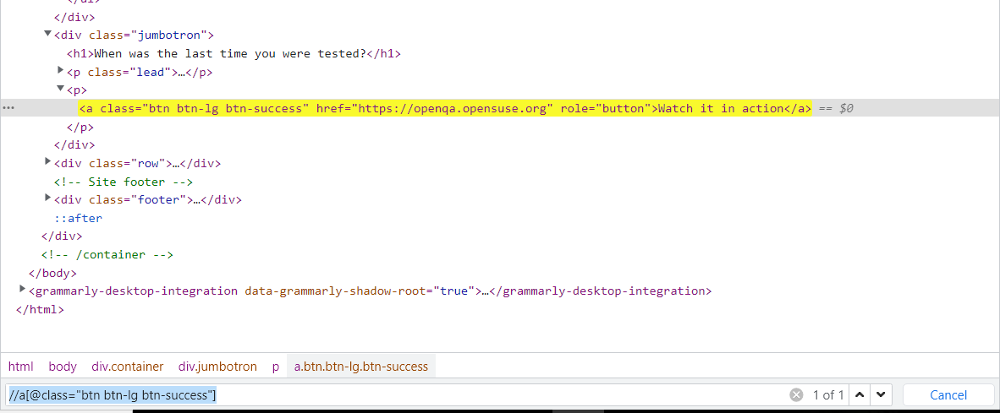 </div>
<div class="jumbotron">
<h1>When was the last time you were tested?</h1>
<p class="lead">…</p>
<p>
<a class="btn btn-lg btn-success" href="https://openqa.opensuse.org" role="button">Watch it in action</a> == $0
</p>
</div>
<div class="row">…</div>
<!-- Site footer -->
<div class="footer">…</div>
::after
</div>
<!-- /container -->
</body>
<grammarly-desktop-integration data-grammarly-shadow-root="true">…</grammarly-desktop-integration>
</html>
html body div.container div.jumbotron p a.btn.btn-lg.btn-success
//a[@class="btn btn-lg btn-success"] 1 of 1 Cancel